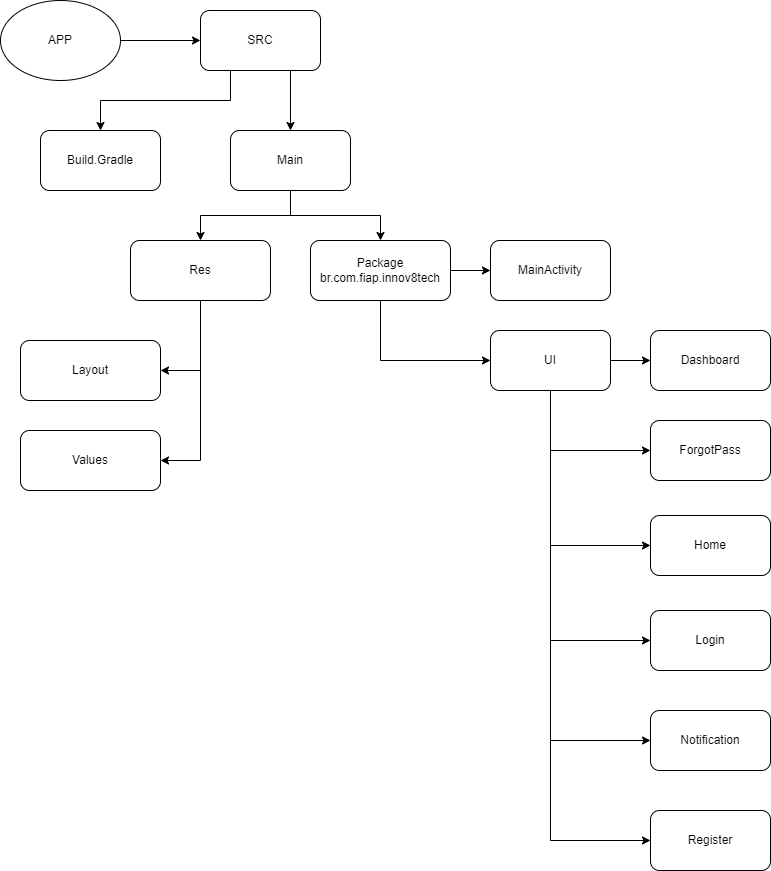 APP
SRC
Build.Gradle
Main
Res
Package
br.com.fiap.innov8tech
MainActivity
Layout
UI
Dashboard
Values
ForgotPass
Home
Login
Notification
Register